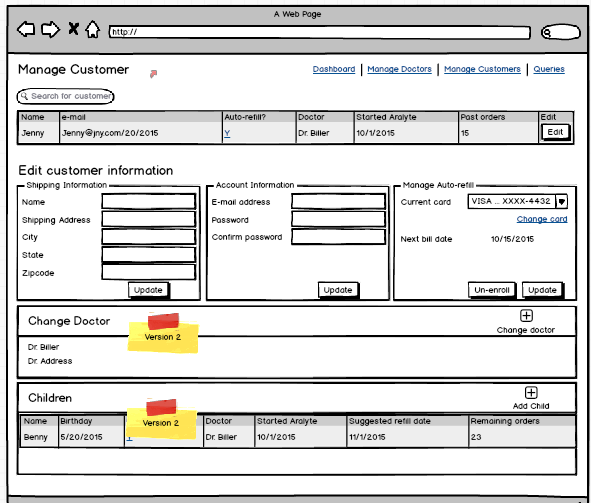 A Web Page
http://
Manage Customer
Dashboard | Manage Doctors | Manage Customers | Queries
Search for customer
Name e-mail Auto-refill? Doctor Started Aralyte Past orders Edit
Jenny Jenny@jny.com/20/2015 Y Dr. Biller 10/1/2015 15 Edit
Edit customer information
Shipping Information
Name
Shipping Address
City
State
Zipcode
Update
Account Information
E-mail address
Password
Confirm password
Update
Manage Auto-refill
Current card VISA ... XXXX-4432
Change card
Next bill date 10/15/2015
Un-enroll Update
Change Doctor
Version 2
Change doctor
Dr. Biller
Dr. Address
Children
Version 2
Add Child
Name Birthday Doctor Started Aralyte Suggested refill date Remaining orders
Benny 5/20/2015 Dr. Biller 10/1/2015 11/1/2015 23